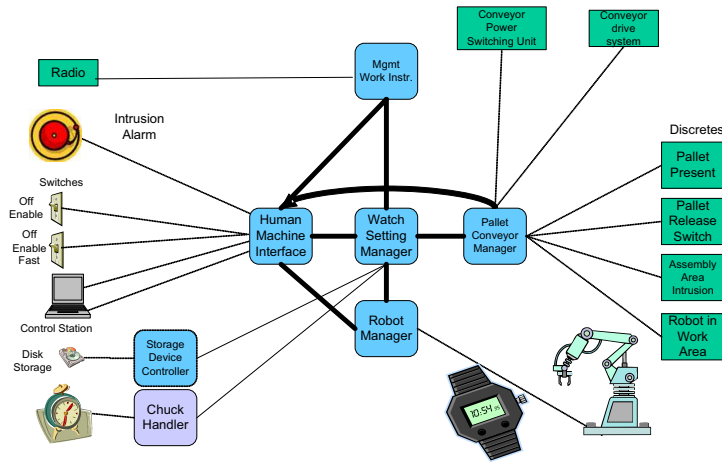 Conveyor
Power
Switching Unit
Conveyor
drive
system
Radio
Mgmt
Work Instr.
Intrusion
Alarm
Discretes
Pallet
Present
Switches
Off
Enable
Human
Machine
Interface
Watch
Setting
Manager
Pallet
Conveyor
Manager
Pallet
Release
Switch
Off
Enable
Fast
Assembly
Area
Intrusion
Control Station
Robot
Manager
Robot in
Work
Area
Disk
Storage
Storage
Device
Controller
Chuck
Handler
10:54